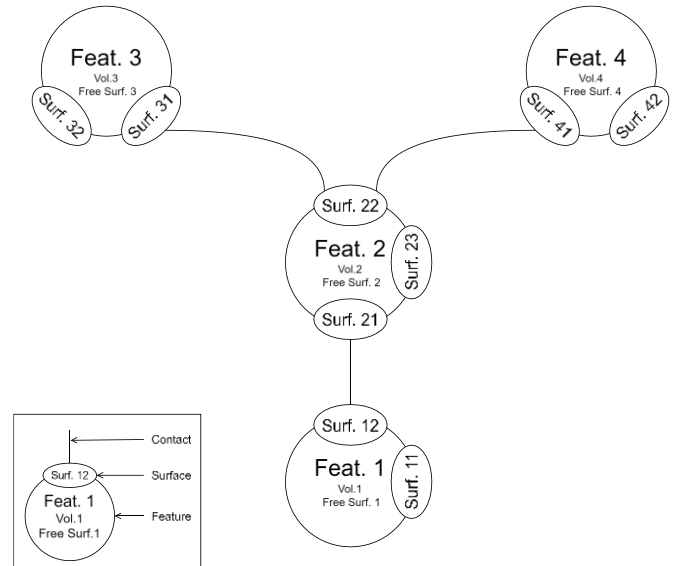 Feat. 3
Vol.3
Free Surf. 3
Surf. 32
Surf. 31
Feat. 4
Vol.4
Free Surf. 4
Surf. 41
Surf. 42
Surf. 22
Feat. 2
Vol.2
Free Surf. 2
Surf. 23
Surf. 21
Surf. 12
Feat. 1
Vol.1
Free Surf. 1
Surf. 11
Contact
Surf. 12
Surface
Feat. 1
Vol.1
Free Surf.1
Feature